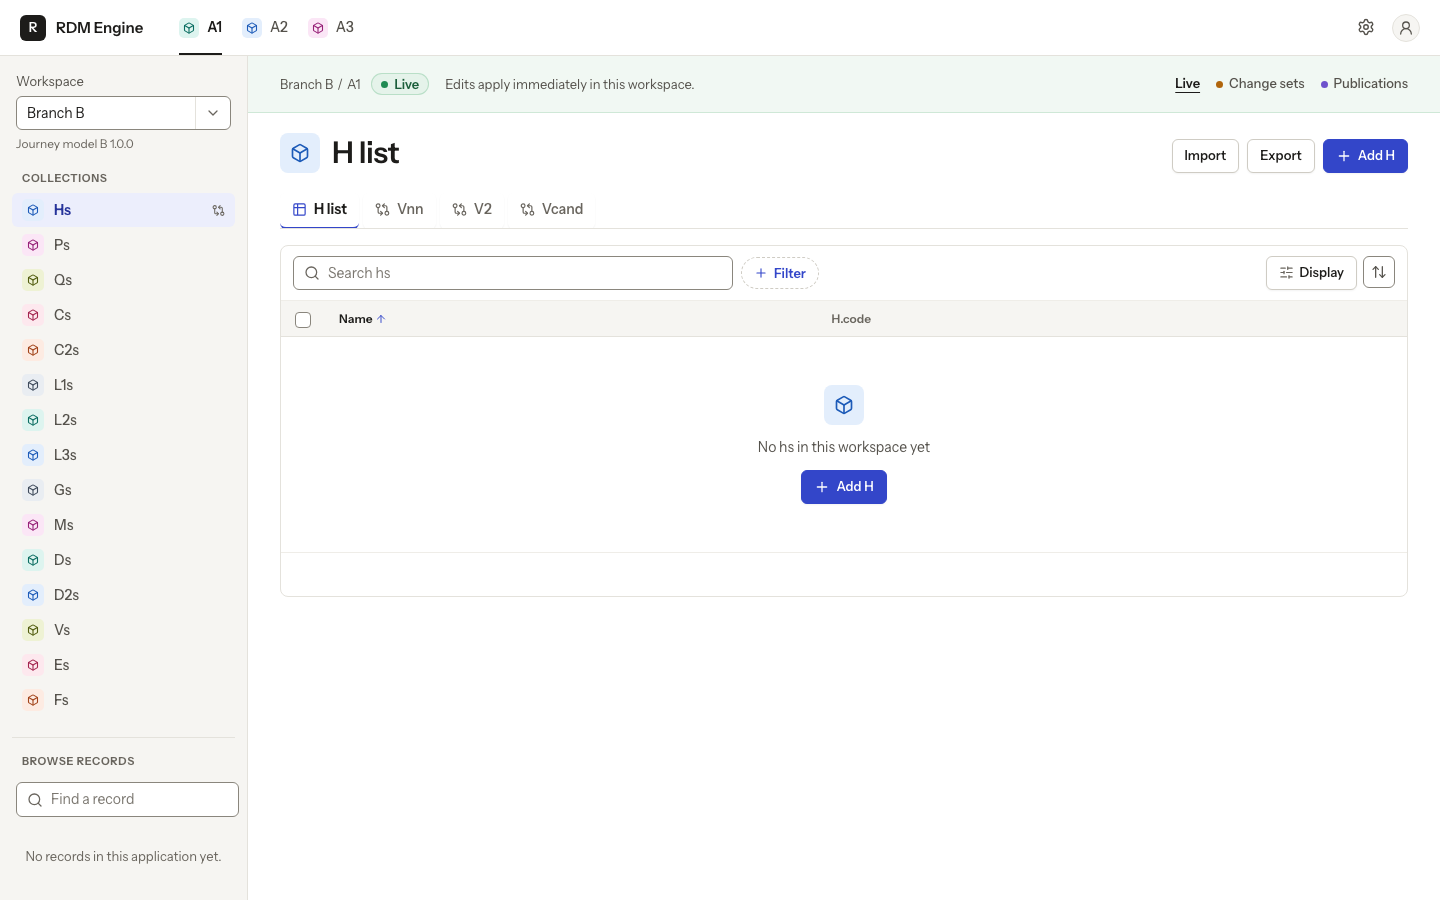 R RDM Engine A1 A2 A3
Workspace
Branch B
Journey model B 1.0.0
COLLECTIONS
Hs
Ps
Qs
Cs
C2s
L1s
L2s
L3s
Gs
Ms
Ds
D2s
Vs
Es
Fs
BROWSE RECORDS
Find a record
No records in this application yet.
Branch B / A1 Live Edits apply immediately in this workspace. Live Change sets Publications
H list Import Export Add H
H list Vnn V2 Vcand
Search hs Filter Display
Name H.code
No hs in this workspace yet
Add H